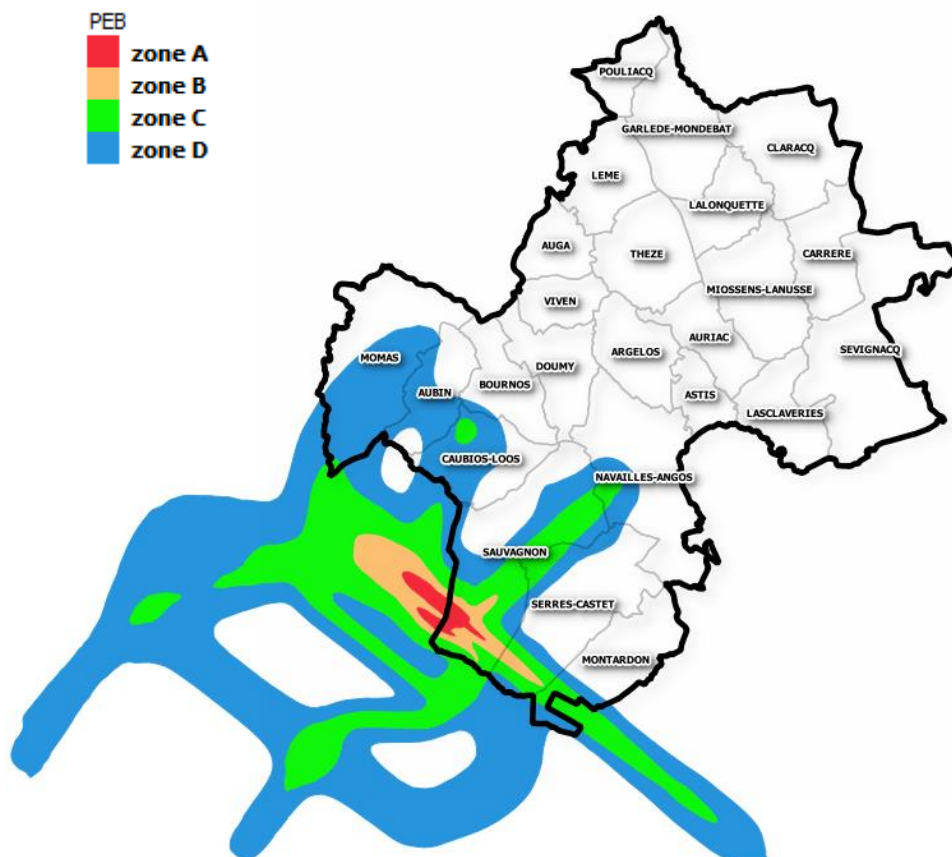 PEB
zone A
zone B
zone C
zone D
POULIACQ
GARLEDE-MONDEBAT
CLARACQ
LEME
LALONQUETTE
AUGA
THEZE
CARRERE
MIOSSENS-LANUSSE
VIVEN
AURIAC
SEVIGNACQ
MOMAS
ARGELOS
DOUMY
BOURNOS
AUBIN
ASTIS
LASCLAVERIES
CAUBIOS-LOOS
NAVAILLES-ANGOS
SAUVAGNON
SERRES-CASTET
MONTARDON